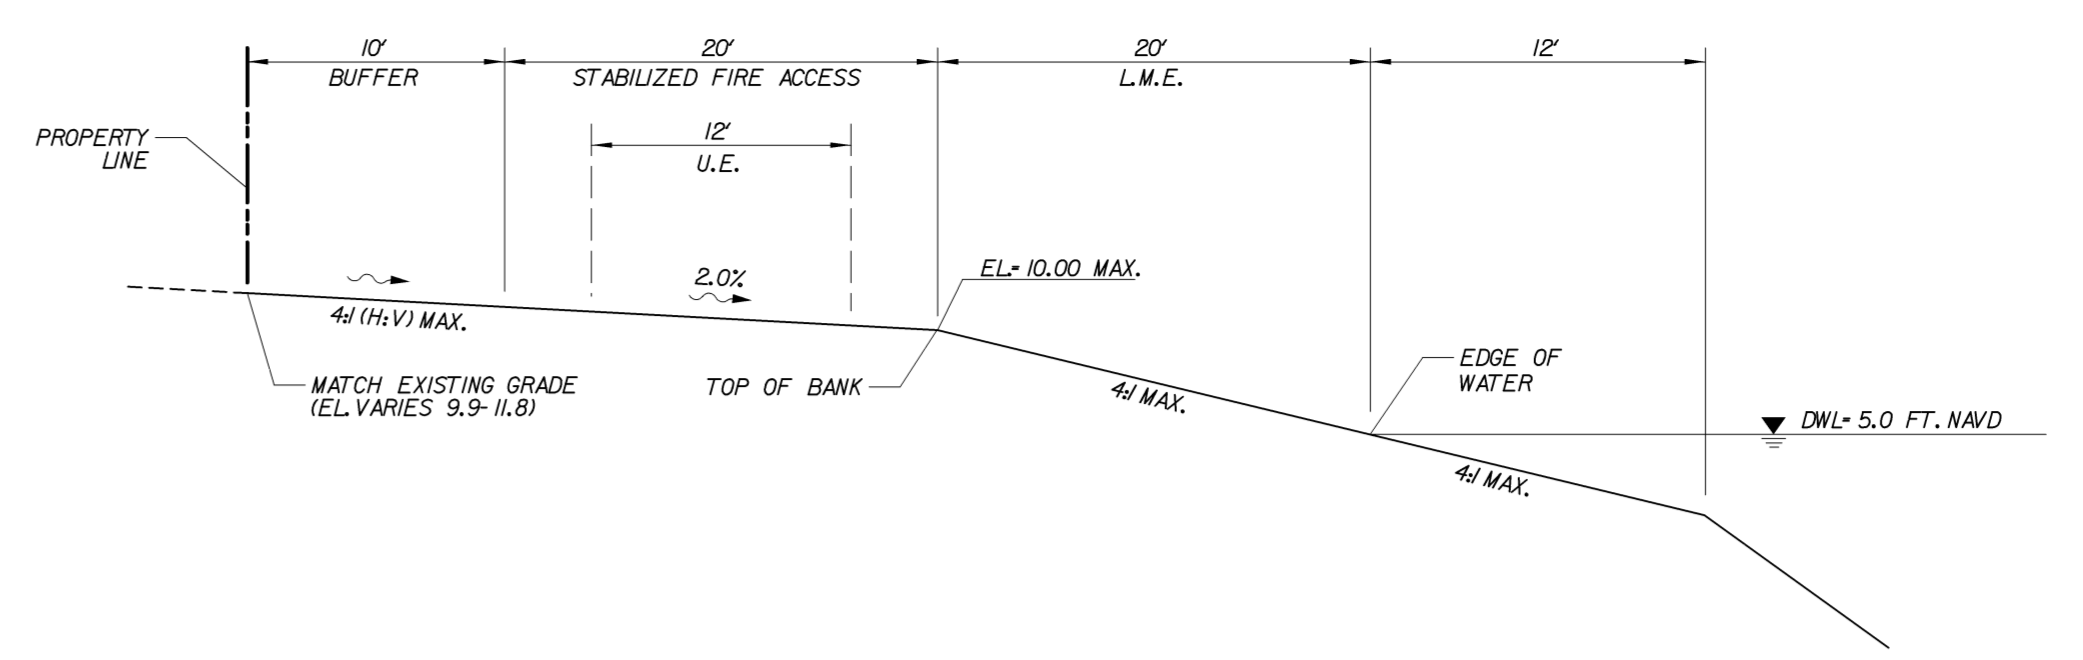 10'
BUFFER
20'
STABILIZED FIRE ACCESS
20'
L.M.E.
12'
PROPERTY
LINE
12'
U.E.
2.0%
EL= 10.00 MAX.
4:1 (H:V) MAX.
MATCH EXISTING GRADE
(EL. VARIES 9.9-11.8)
TOP OF BANK
4:1 MAX.
EDGE OF
WATER
DWL= 5.0 FT. NAVD
4:1 MAX.